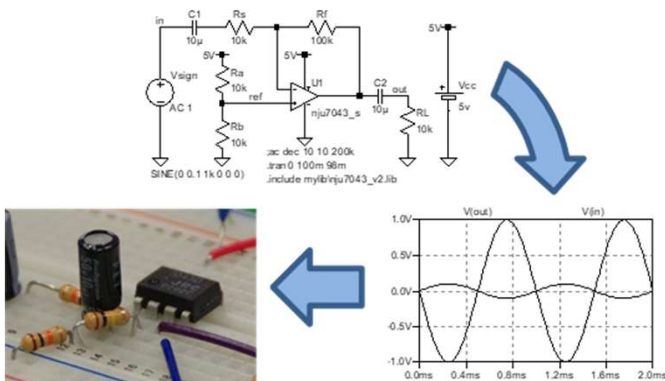 in
C1
10µ
Rs
10k
Rf
100k
5V
5V
5V
Vsign
AC 1
Ra
10k
ref
U1
nju7043_s
C2
10µ
out
RL
10k
Vcc
5v
Rb
10k
SINE(0 0.1 1k 0 0 0)
;ac dec 10 10 200k
.tran 0 100m 98m
.include mylib\nju7043_v2.lib
V(out)
V(in)
1.0V
0.5V
0.0V
-0.5V
-1.0V
0.0ms
0.4ms
0.8ms
1.2ms
1.6ms
2.0ms